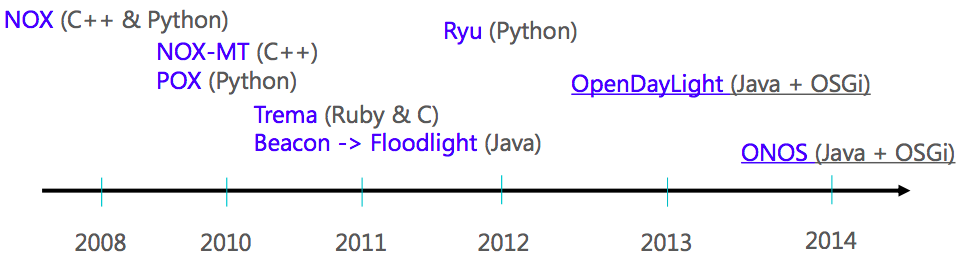 NOX (C++ & Python)
Ryu (Python)
NOX-MT (C++)
POX (Python)
OpenDayLight (Java + OSGi)
Trema (Ruby & C)
Beacon -> Floodlight (Java)
ONOS (Java + OSGi)
2008 2010 2011 2012 2013 2014